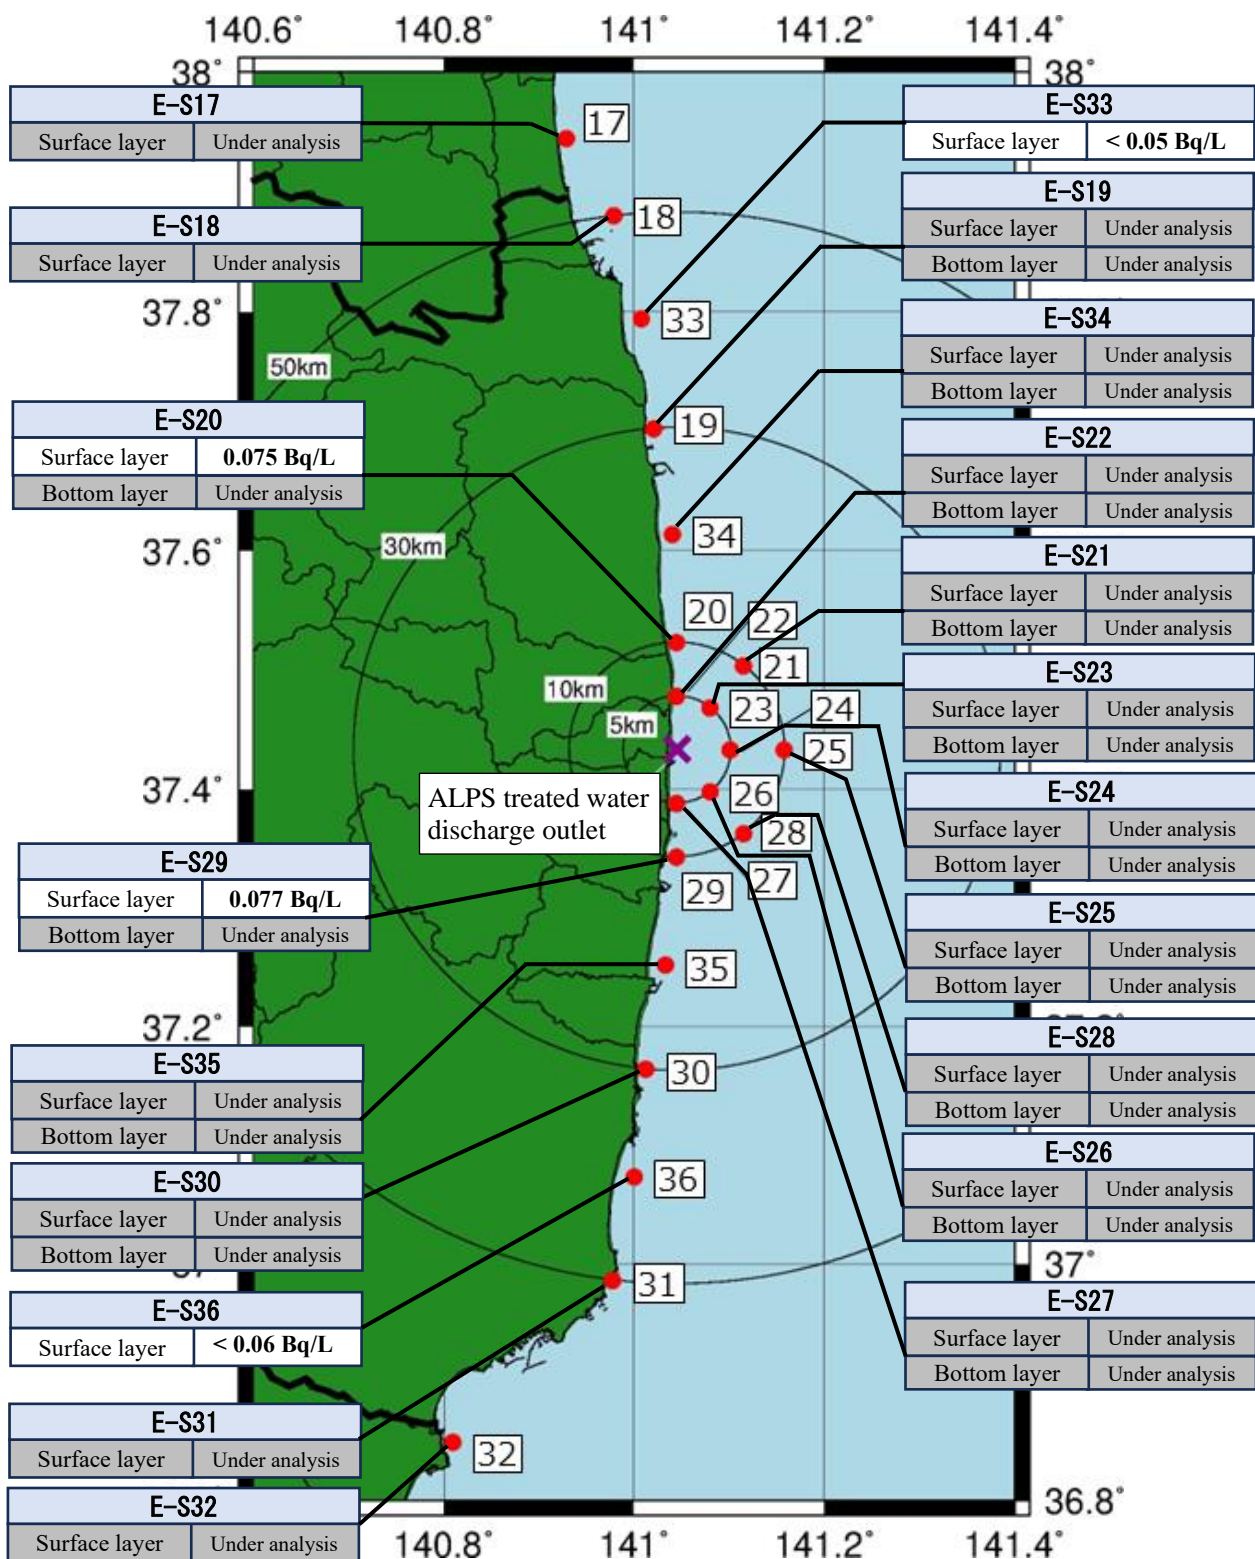 140.6° 140.8° 141° 141.2° 141.4°
38° 38°
E-S17
Surface layer Under analysis
E-S18
Surface layer Under analysis
37.8°
50km
E-S20
Surface layer 0.075 Bq/L
Bottom layer Under analysis
30km
37.6°
10km
5km
37.4°
ALPS treated water
discharge outlet
E-S29
Surface layer 0.077 Bq/L
Bottom layer Under analysis
37.2°
E-S35
Surface layer Under analysis
Bottom layer Under analysis
E-S30
Surface layer Under analysis
Bottom layer Under analysis
E-S36
Surface layer < 0.06 Bq/L
E-S31
Surface layer Under analysis
E-S32
Surface layer Under analysis
17
18
33
19
34
20
22
21
23
24
25
26
28
27
29
35
30
36
31
32
E-S33
Surface layer < 0.05 Bq/L
E-S19
Surface layer Under analysis
Bottom layer Under analysis
E-S34
Surface layer Under analysis
Bottom layer Under analysis
E-S22
Surface layer Under analysis
Bottom layer Under analysis
E-S21
Surface layer Under analysis
Bottom layer Under analysis
E-S23
Surface layer Under analysis
Bottom layer Under analysis
E-S24
Surface layer Under analysis
Bottom layer Under analysis
E-S25
Surface layer Under analysis
Bottom layer Under analysis
E-S28
Surface layer Under analysis
Bottom layer Under analysis
E-S26
Surface layer Under analysis
Bottom layer Under analysis
37°
E-S27
Surface layer Under analysis
Bottom layer Under analysis
36.8°
140.8° 141° 141.2° 141.4°